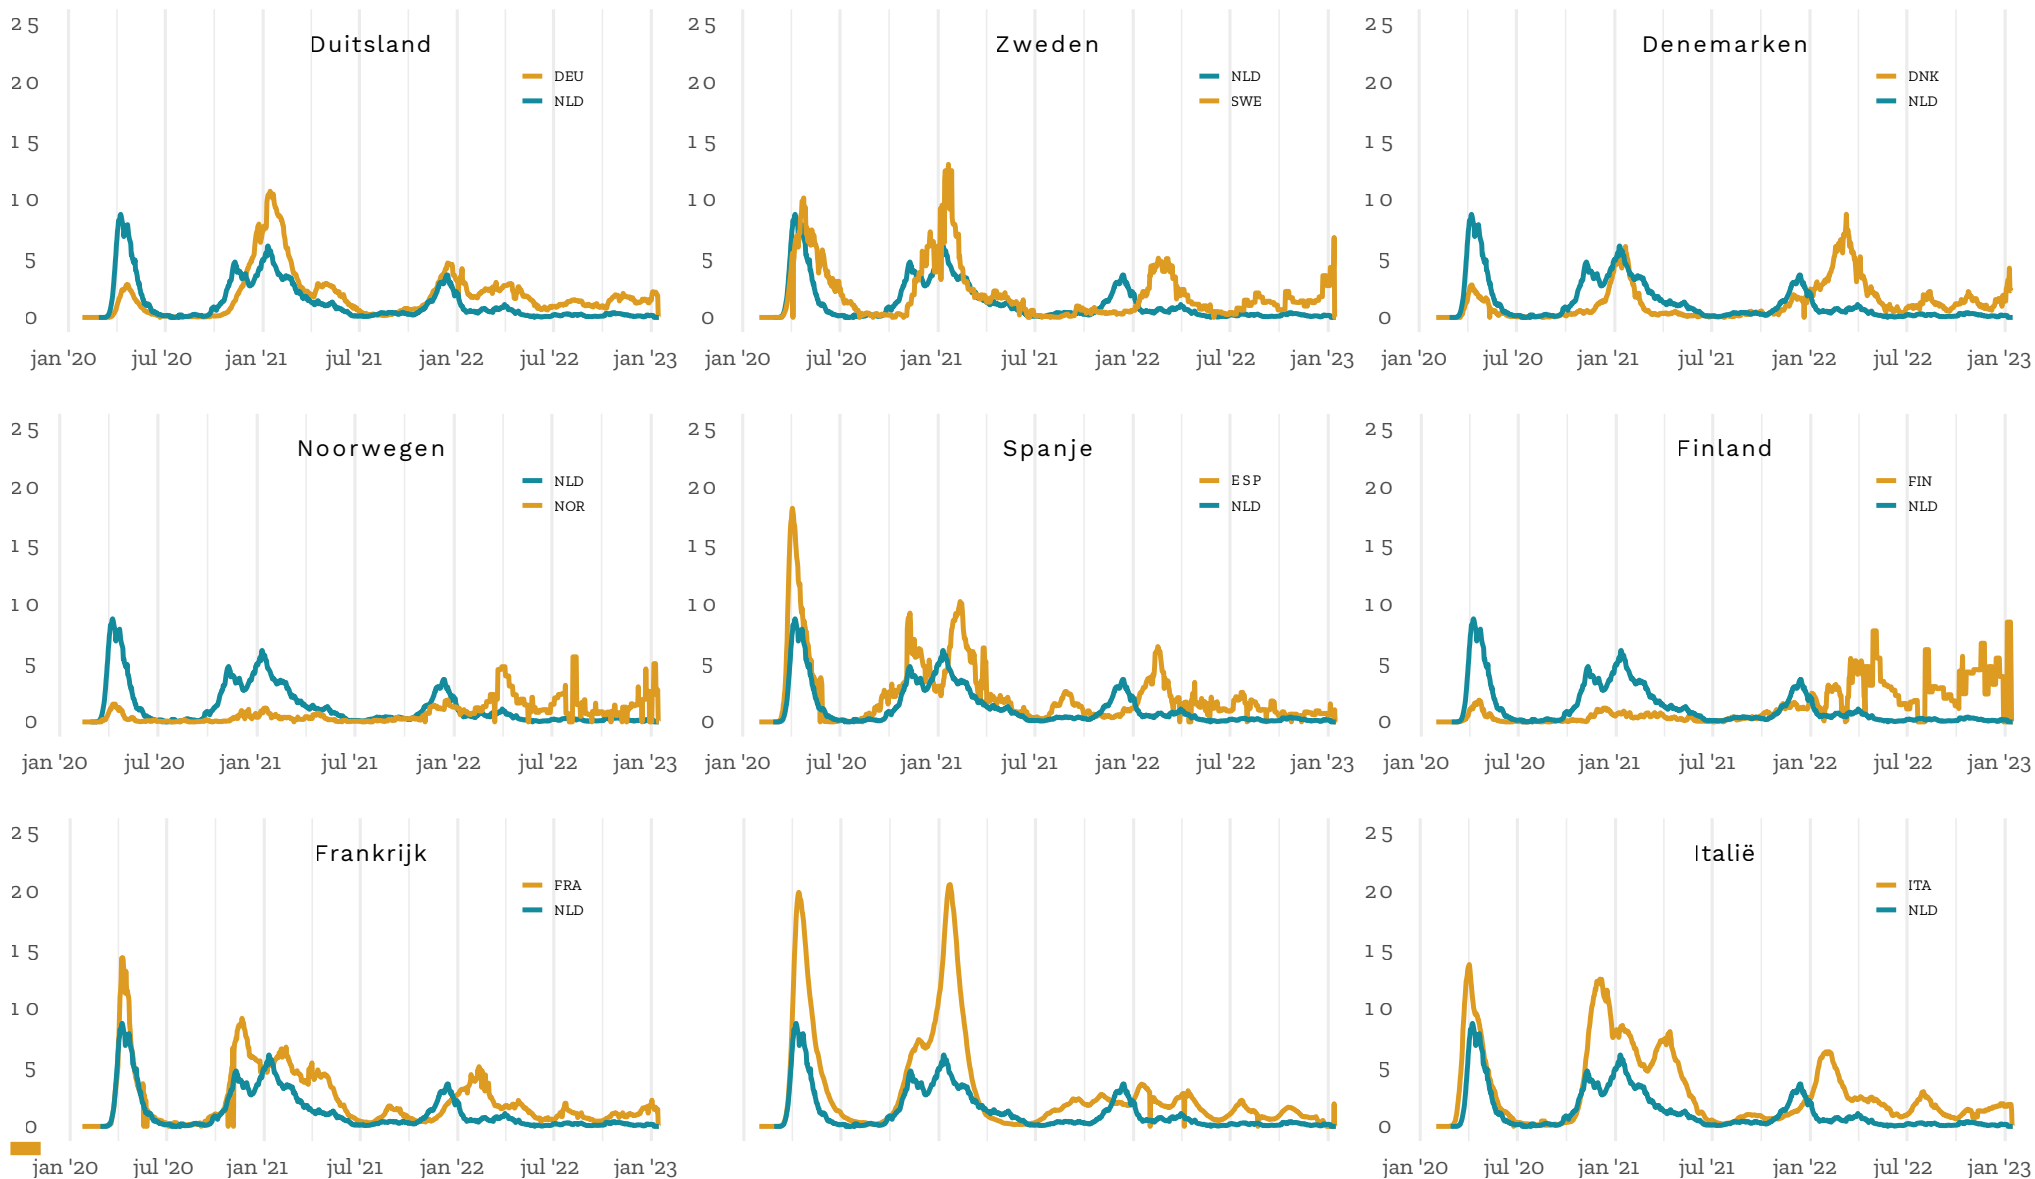 25 25 25
Duitsland Zweden Denemarken
DEU NLD DNK
20 20 20
NLD SWE NLD
15 15 15
10 10 10
5 5 5
0 0 0
jan '20 jul '20 jan '21 jul '21 jan '22 jul '22 jan '23 jan '20 jul '20 jan '21 jul '21 jan '22 jul '22 jan '23 jan '20 jul '20 jan '21 jul '21 jan '22 jul '22 jan '23
25 25 25
Noorwegen Spanje Finland
NLD ESP FIN
20 20 20
NOR NLD NLD
15 15 15
10 10 10
5 5 5
0 0 0
jan '20 jul '20 jan '21 jul '21 jan '22 jul '22 jan '23 jan '20 jul '20 jan '21 jul '21 jan '22 jul '22 jan '23 jan '20 jul '20 jan '21 jul '21 jan '22 jul '22 jan '23
25 25
Frankrijk Italië
FRA ITA
20 20
NLD NLD
15 15
10 10
5 5
0 0
jan '20 jul '20 jan '21 jul '21 jan '22 jul '22 jan '23 jan '20 jul '20 jan '21 jul '21 jan '22 jul '22 jan '23